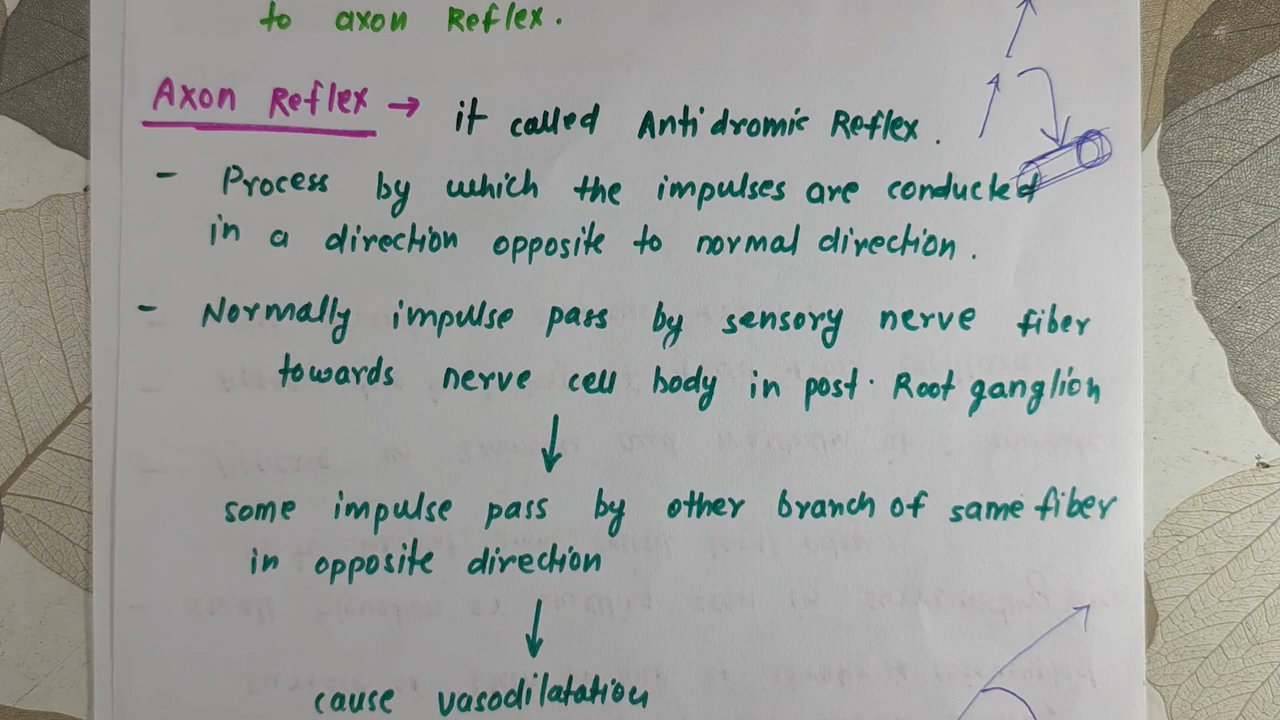 to axon Reflex.
Axon Reflex → it called Antidromic Reflex.
- Process by which the impulses are conducted
in a direction opposite to normal direction.
- Normally impulse pass by sensory nerve fiber
towards nerve cell body in post. Root ganglion
↓
some impulse pass by other branch of same fiber
in opposite direction
↓
cause vasodilatation